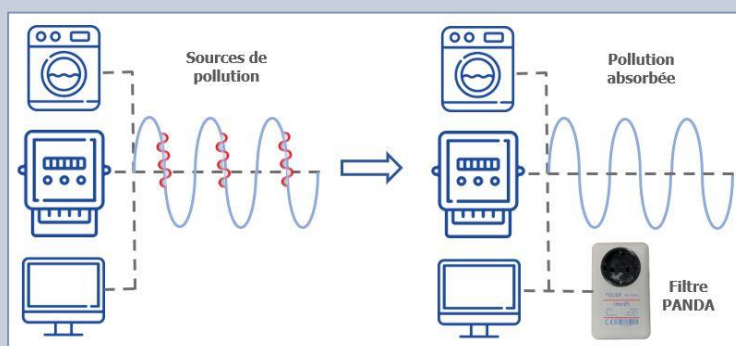 Sources de
pollution
Pollution
absorbée
Filtre
PANDA